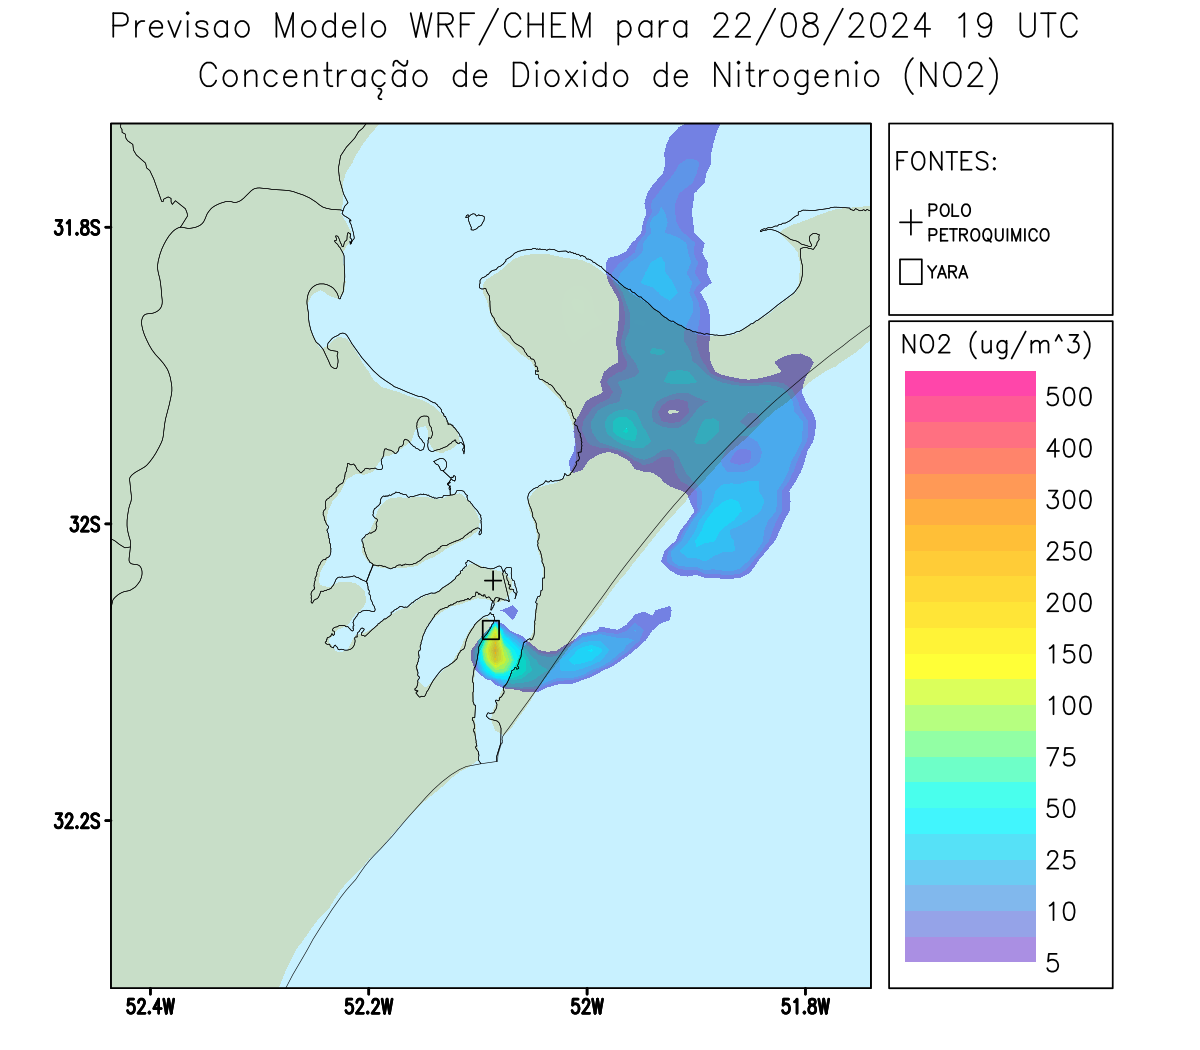 Previsao Modelo WRF/CHEM para 22/08/2024 19 UTC
Concentração de Dioxido de Nitrogenio (NO2)
FONTES:
POLO
PETROQUIMICO
YARA
NO2 (ug/m^3)
500
400
300
250
200
150
100
75
50
25
10
5
31.8S
32S
32.2S
52.4W
52.2W
52W
51.8W